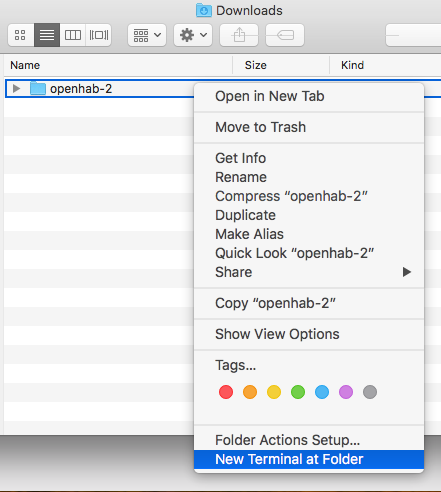 Downloads
Name Size Kind
openhab-2
Open in New Tab
Move to Trash
Get Info
Rename
Compress “openhab-2”
Duplicate
Make Alias
Quick Look “openhab-2”
Share
Copy “openhab-2”
Show View Options
Tags...
Folder Actions Setup...
New Terminal at Folder